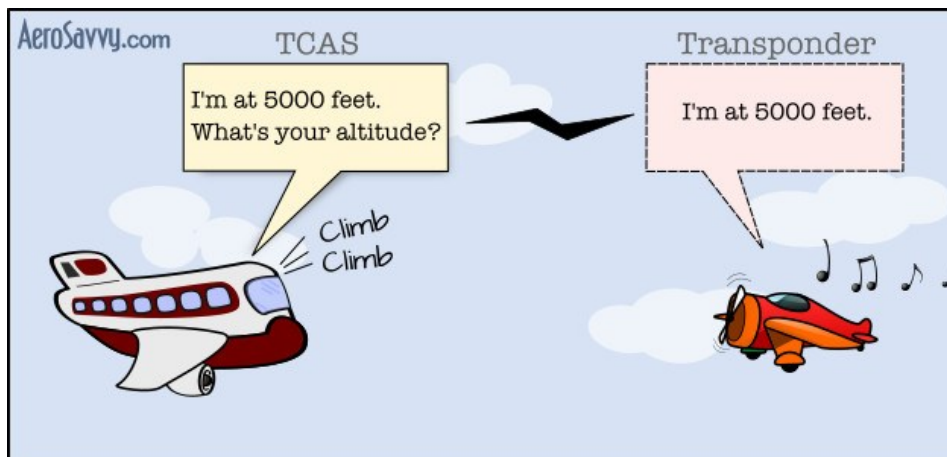 AeroSavvy.com
TCAS
Transponder
I'm at 5000 feet.
What's your altitude?
I'm at 5000 feet.
Climb
Climb